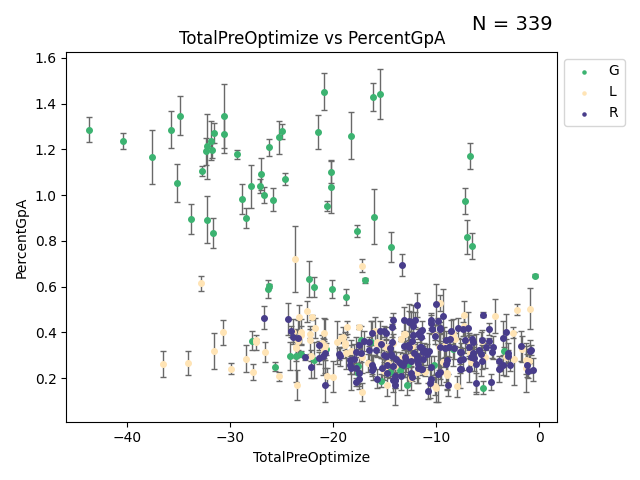 N = 339
TotalPreOptimize vs PercentGpA
G
L
R
PercentGpA
1.6
1.4
1.2
1.0
0.8
0.6
0.4
0.2
−40
−30
−20
−10
0
TotalPreOptimize